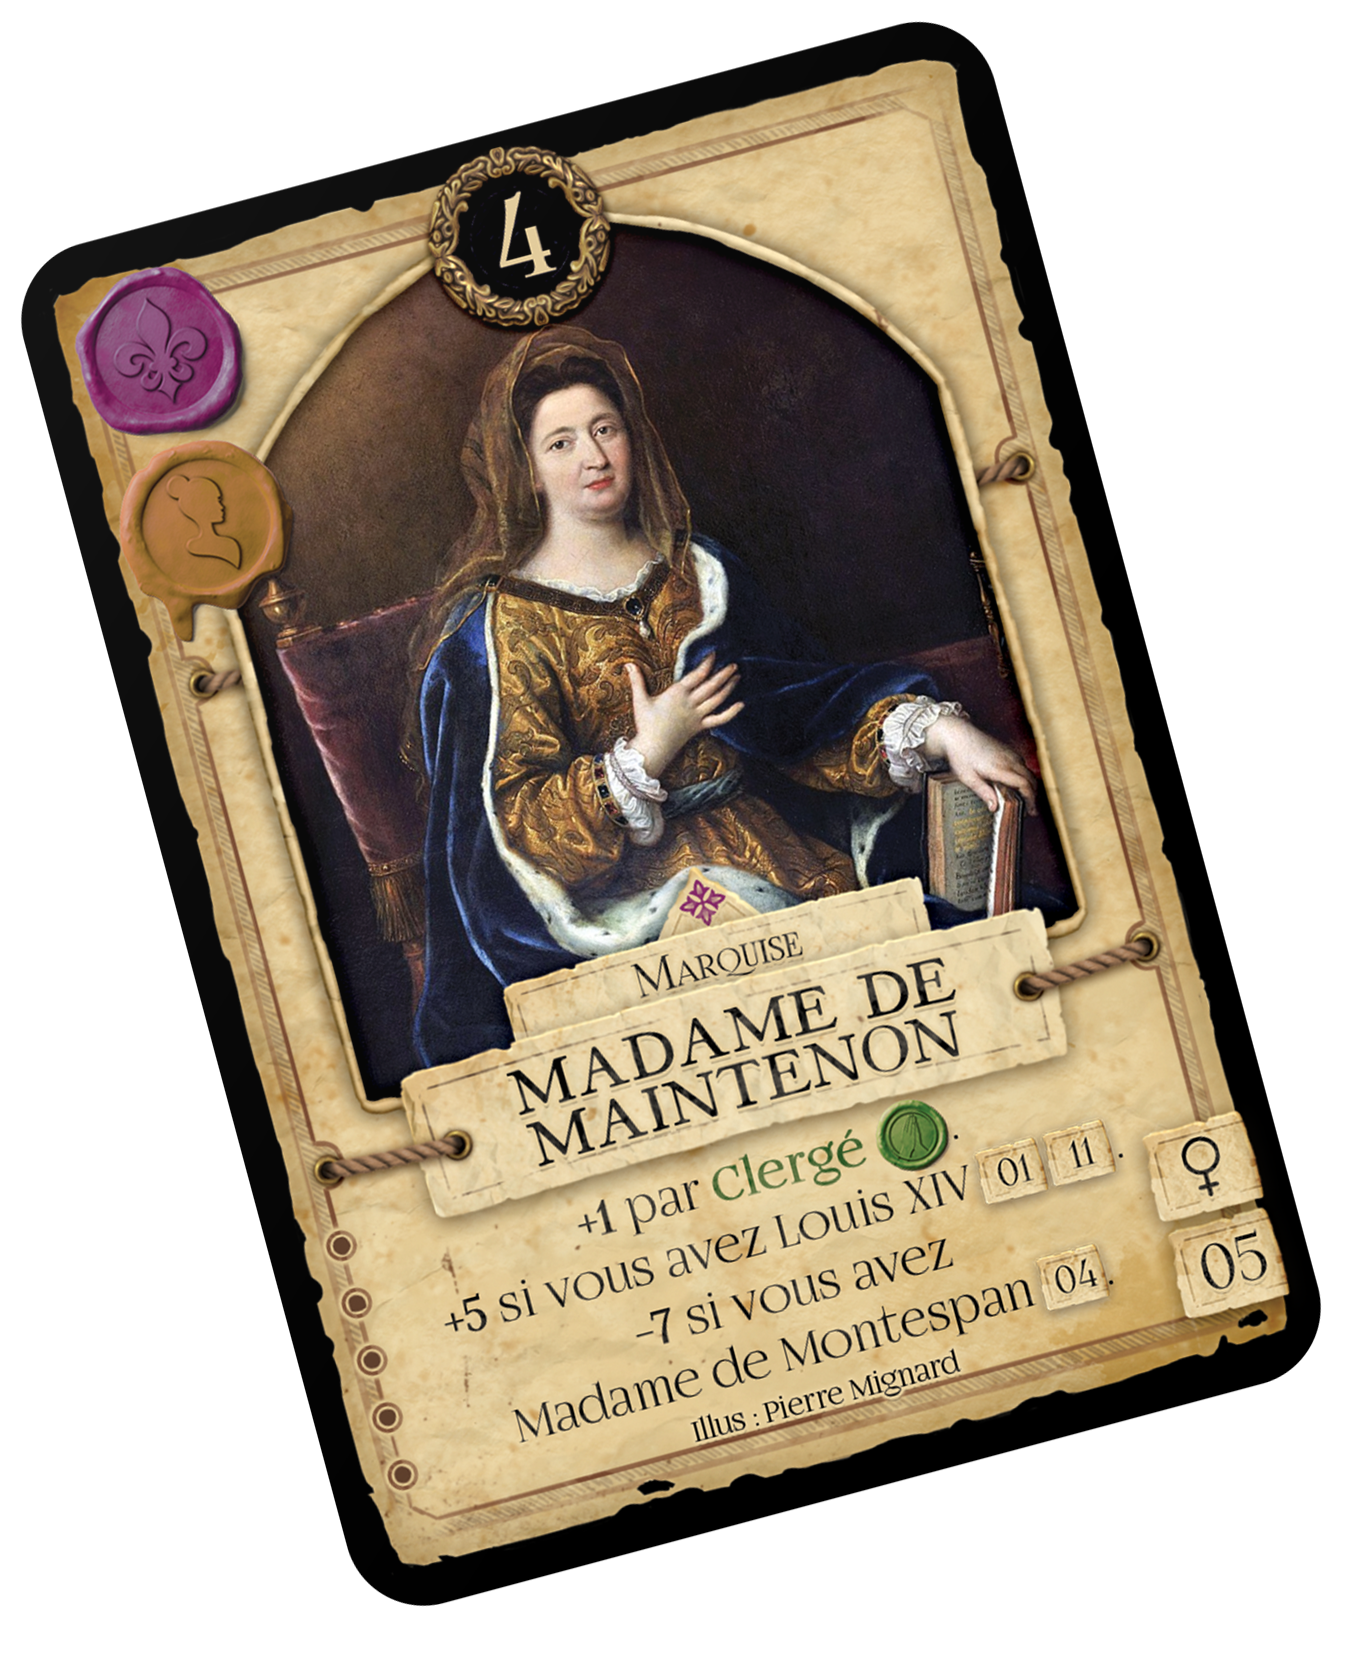 4
MARQUISE
MADAME DE
MAINTENON
+1 par Clergé .
+5 si vous avez Louis XIV 01 11 .
-7 si vous avez
Madame de Montespan 04 .
Illus : Pierre Mignard
♀
05